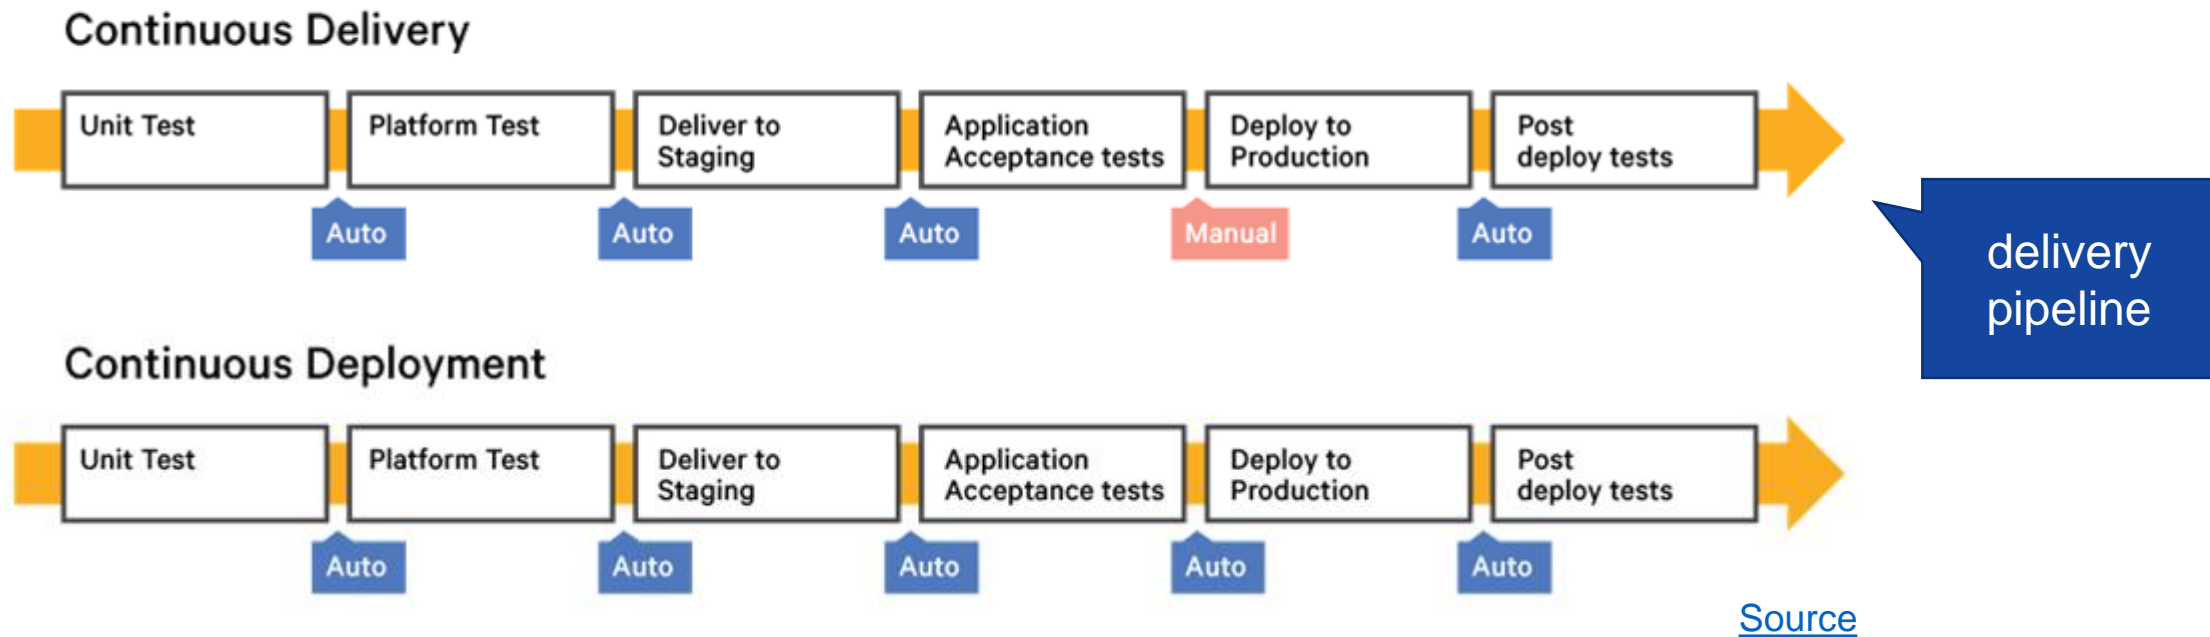 Continuous Delivery
Unit Test
Platform Test
Deliver to
Staging
Application
Acceptance tests
Deploy to
Production
Post
deploy tests
Auto
Auto
Auto
Manual
Auto
delivery
pipeline
Continuous Deployment
Unit Test
Platform Test
Deliver to
Staging
Application
Acceptance tests
Deploy to
Production
Post
deploy tests
Auto
Auto
Auto
Auto
Auto
Source